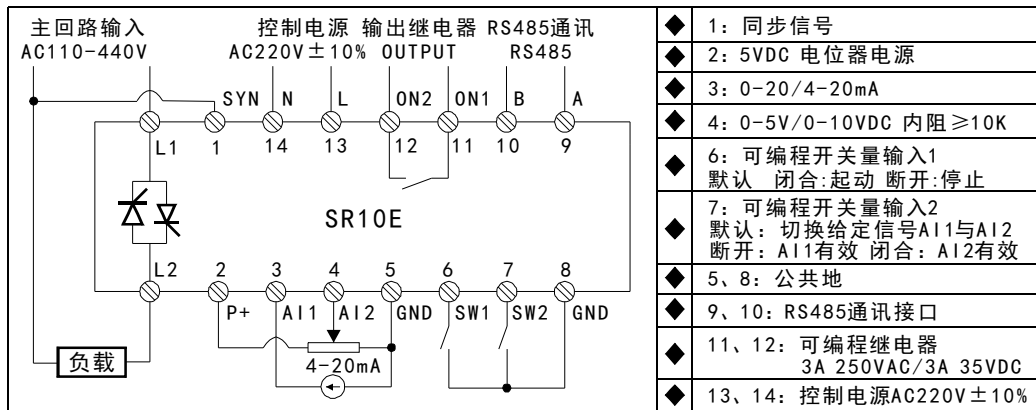 主回路输入 控制电源 输出继电器 RS485通讯
AC110-440V AC220V±10% OUTPUT RS485
SYN N L ON2 ON1 B A
L1 1 14 13 12 11 10 9
SR10E
L2 2 3 4 5 6 7 8
P+ AI1 AI2 GND SW1 SW2 GND
负载
4-20mA
1: 同步信号
2: 5VDC 电位器电源
3: 0-20/4-20mA
4: 0-5V/0-10VDC 内阻≥10K
6: 可编程开关量输入1
默认 闭合:起动 断开:停止
7: 可编程开关量输入2
默认: 切换给定信号AI1与AI2
断开: AI1有效 闭合: AI2有效
5、8: 公共地
9、10: RS485通讯接口
11、12: 可编程继电器
3A 250VAC/3A 35VDC
13、14: 控制电源AC220V±10%